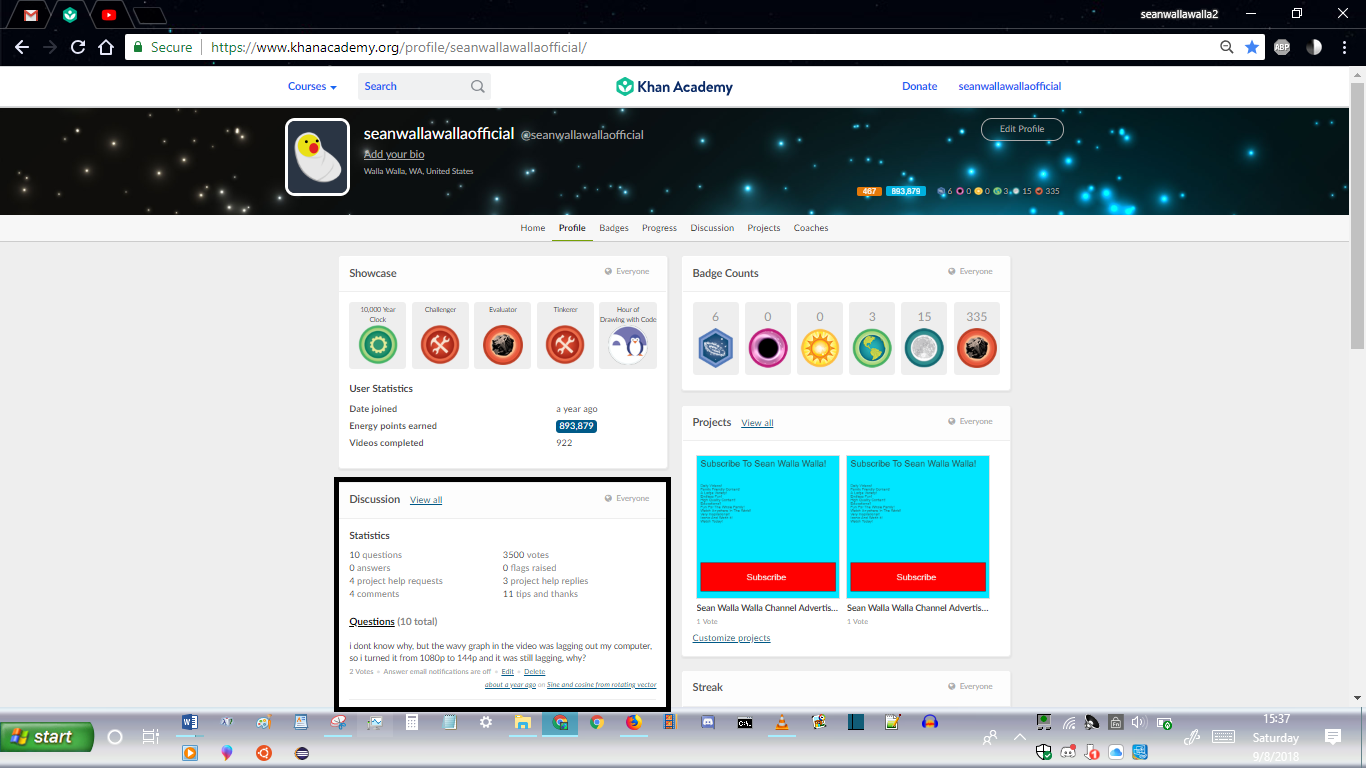 seanwallawalla2
Secure https://www.khanacademy.org/profile/seanwallawallaofficial/
ABP
Courses
Search
Khan Academy
Donate seanwallawallaofficial
seanwallawallaofficial @seanwallawallaofficial
Edit Profile
Add your bio
Walla Walla, WA, United States
467 893,879 6 0 0 3 15 335
Home Profile Badges Progress Discussion Projects Coaches
Showcase Everyone
10,000 Year Clock
Challenger
Evaluator
Tinkerer
Hour of Drawing with Code
User Statistics
Date joined a year ago
Energy points earned 893,879
Videos completed 922
Badge Counts Everyone
6 0 0 3 15 335
Projects View all Everyone
Subscribe To Sean Walla Walla!
Subscribe
Sean Walla Walla Channel Advertis...
1 Vote
Subscribe To Sean Walla Walla!
Subscribe
Sean Walla Walla Channel Advertis...
1 Vote
Customize projects
Discussion View all Everyone
Statistics
10 questions 3500 votes
0 answers 0 flags raised
4 project help requests 3 project help replies
4 comments 11 tips and thanks
Questions (10 total)
i dont know why, but the wavy graph in the video was lagging out my computer,
so i turned it from 1080p to 144p and it was still lagging, why?
2 Votes • Answer email notifications are off • Edit • Delete
about a year ago on Sine and cosine from rotating vector
Streak Everyone
start
15:37
Saturday
9/8/2018